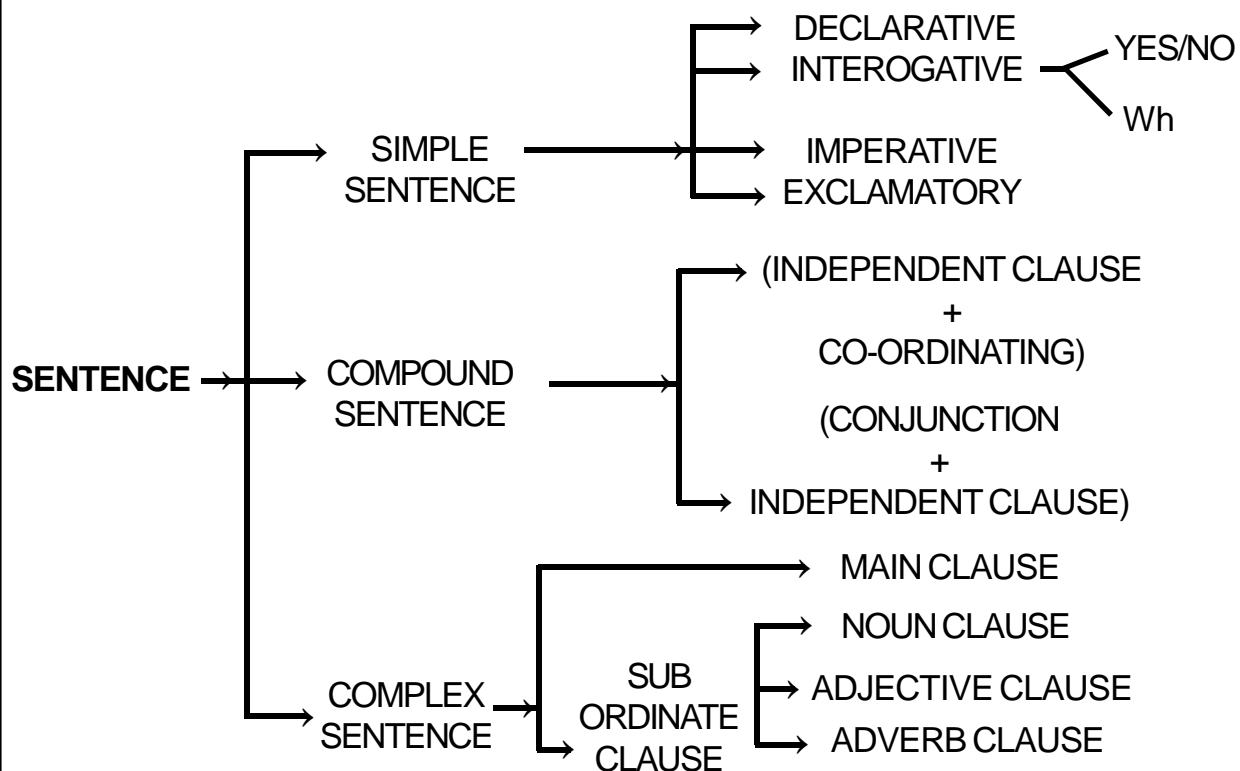 DECLARATIVE
INTEROGATIVE
YES/NO
Wh
SIMPLE
SENTENCE
IMPERATIVE
EXCLAMATORY
(INDEPENDENT CLAUSE
+
CO-ORDINATING)
SENTENCE
COMPOUND
SENTENCE
(CONJUNCTION
+
INDEPENDENT CLAUSE)
MAIN CLAUSE
COMPLEX
SENTENCE
SUB
ORDINATE
CLAUSE
NOUN CLAUSE
ADJECTIVE CLAUSE
ADVERB CLAUSE